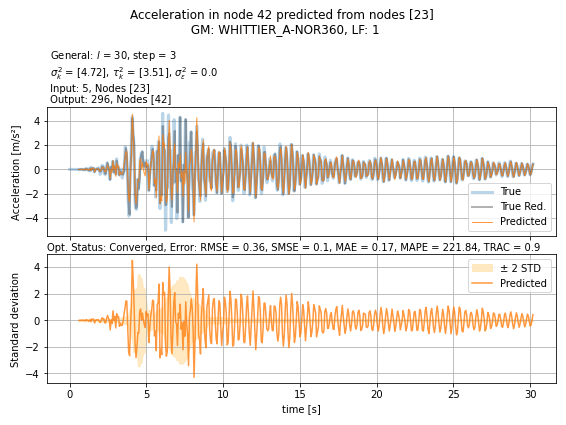 Acceleration in node 42 predicted from nodes [23]
GM: WHITTIER_A-NOR360, LF: 1
General: l = 30, step = 3
σ²ₖ = [4.72], τ²ₖ = [3.51], σ²ε = 0.0
Input: 5, Nodes [23]
Output: 296, Nodes [42]
Acceleration [m/s²]
4
2
0
−2
−4
True
True Red.
Predicted
Opt. Status: Converged, Error: RMSE = 0.36, SMSE = 0.1, MAE = 0.17, MAPE = 221.84, TRAC = 0.9
Standard deviation
4
2
0
−2
−4
± 2 STD
Predicted
0 5 10 15 20 25 30
time [s]